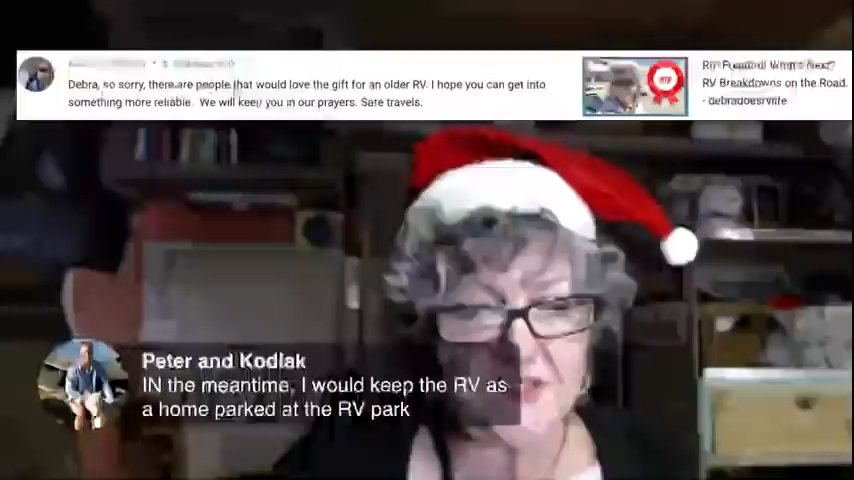 Debra, so sorry, there are people that would love the gift for an older RV. I hope you can get into
something more reliable. We will keep you in our prayers. Safe travels.
RV Breakdowns on the Road.
- debradoesrvlife
Peter and Kodiak
IN the meantime, I would keep the RV as
a home parked at the RV park